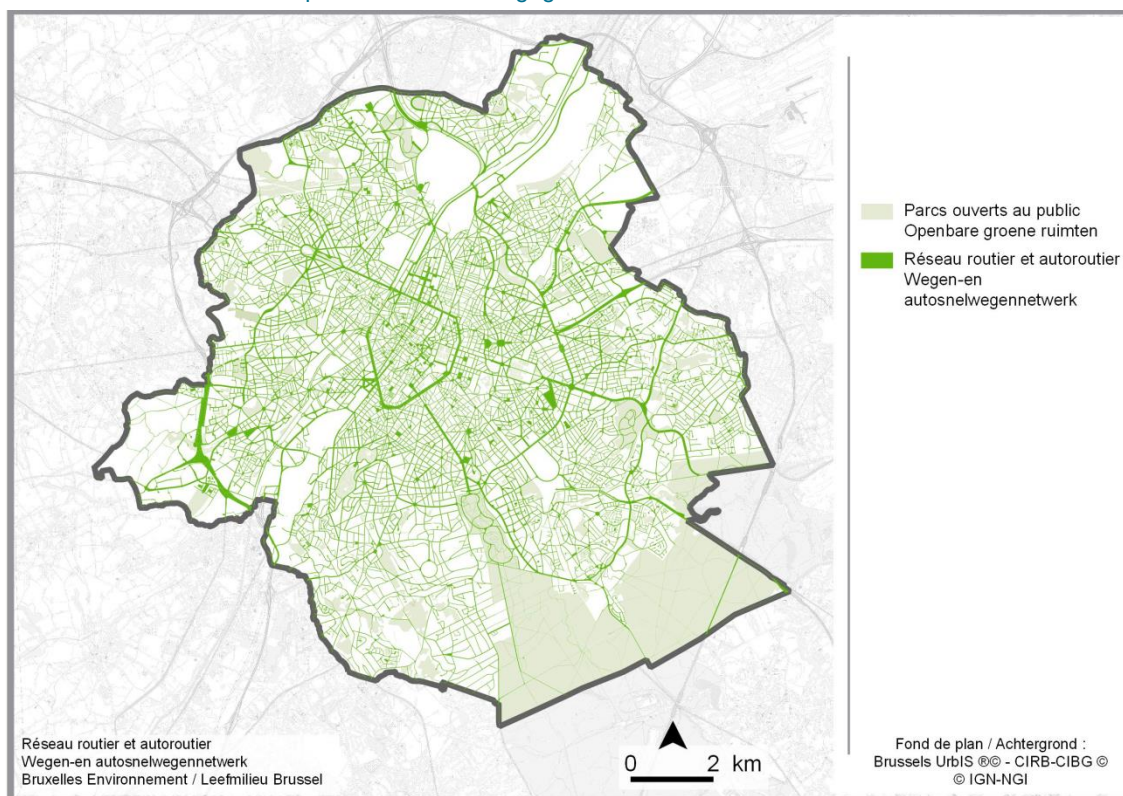 Parcs ouverts au public
Openbare groene ruimten
Réseau routier et autoroutier
Wegen-en
autosnelwegennetwerk
Réseau routier et autoroutier
Wegen-en autosnelwegennetwerk
Bruxelles Environnement / Leefmilieu Brussel
0 2 km
Fond de plan / Achtergrond :
Brussels UrbIS ®© - CIRB-CIBG ©
© IGN-NGI